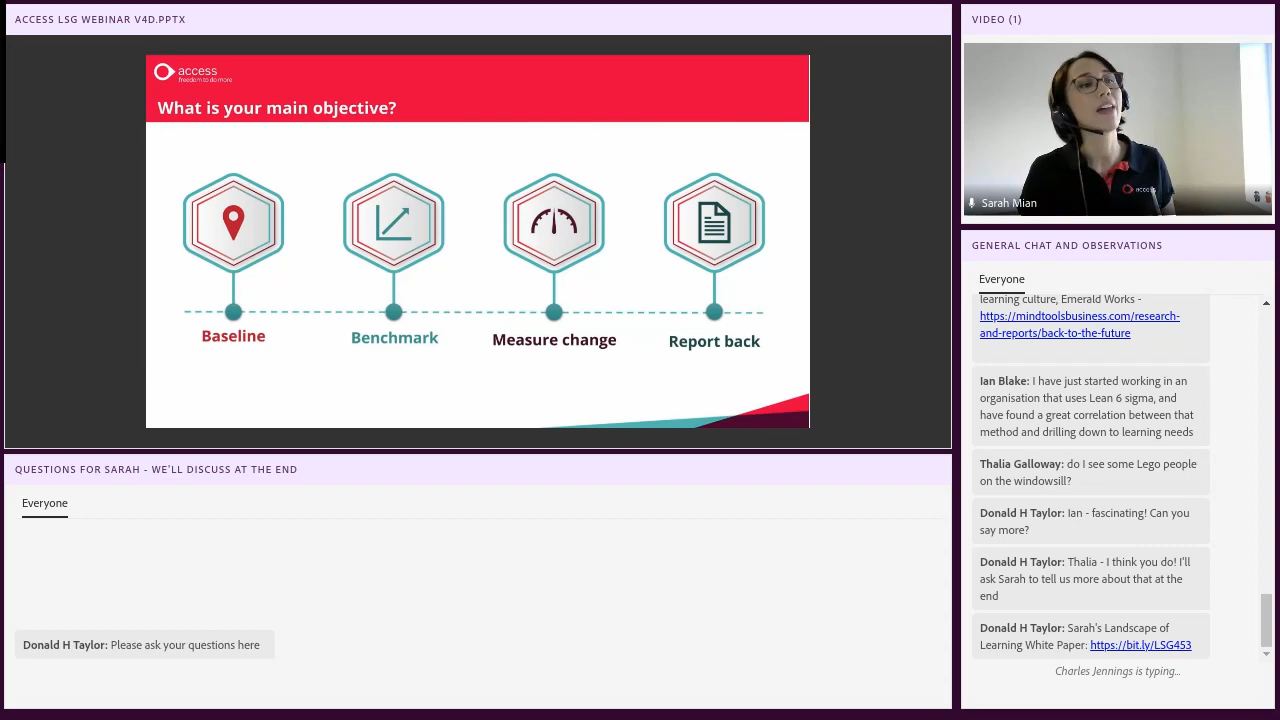 ACCESS LSG WEBINAR V4D.PPTX
access
freedom to do more
What is your main objective?
Baseline
Benchmark
Measure change
Report back
QUESTIONS FOR SARAH - WE'LL DISCUSS AT THE END
Everyone
Donald H Taylor: Please ask your questions here
VIDEO (1)
access
Sarah Mian
GENERAL CHAT AND OBSERVATIONS
Everyone
learning culture, Emerald Works -
https://mindtoolsbusiness.com/research-
and-reports/back-to-the-future
Ian Blake: I have just started working in an
organisation that uses Lean 6 sigma, and
have found a great correlation between that
method and drilling down to learning needs
Thalia Galloway: do I see some Lego people
on the windowsill?
Donald H Taylor: Ian - fascinating! Can you
say more?
Donald H Taylor: Thalia - I think you do! I'll
ask Sarah to tell us more about that at the
end
Donald H Taylor: Sarah's Landscape of
Learning White Paper: https://bit.ly/LSG453
Charles Jennings is typing...